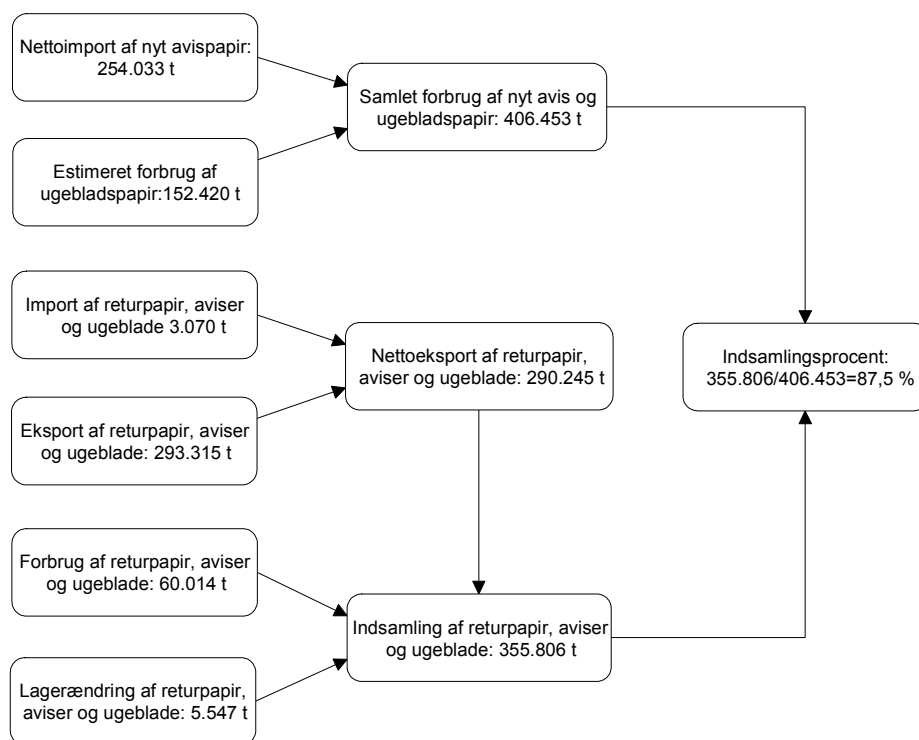 Nettoimport af nyt avispapir:
254.033 t
Samlet forbrug af nyt avis og
ugebladspapir: 406.453 t
Estimeret forbrug af
ugebladspapir:152.420 t
Import af returpapir, aviser
og ugeblade 3.070 t
Nettoeksport af returpapir,
aviser og ugeblade: 290.245 t
Indsamlingsprocent:
355.806/406.453=87,5 %
Eksport af returpapir, aviser
og ugeblade: 293.315 t
Forbrug af returpapir, aviser
og ugeblade: 60.014 t
Indsamling af returpapir, aviser
og ugeblade: 355.806 t
Lagerændring af returpapir,
aviser og ugeblade: 5.547 t